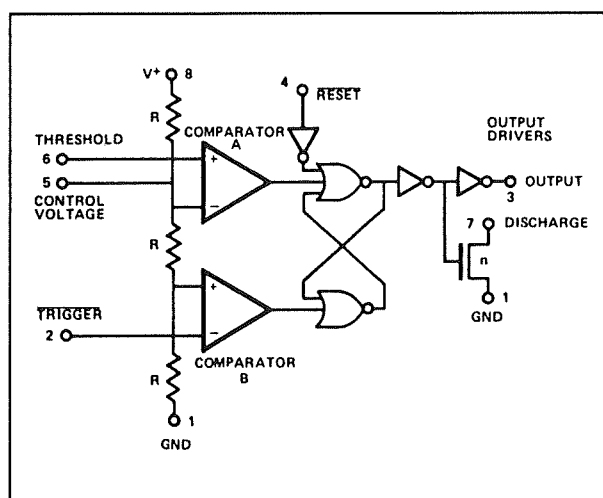 V+ 8
4
RESET
R
COMPARATOR
A
OUTPUT
DRIVERS
THRESHOLD
6
+
5
CONTROL
VOLTAGE
−
OUTPUT
3
7 DISCHARGE
R
n
+
1
GND
TRIGGER
2
−
R
COMPARATOR
B
1
GND